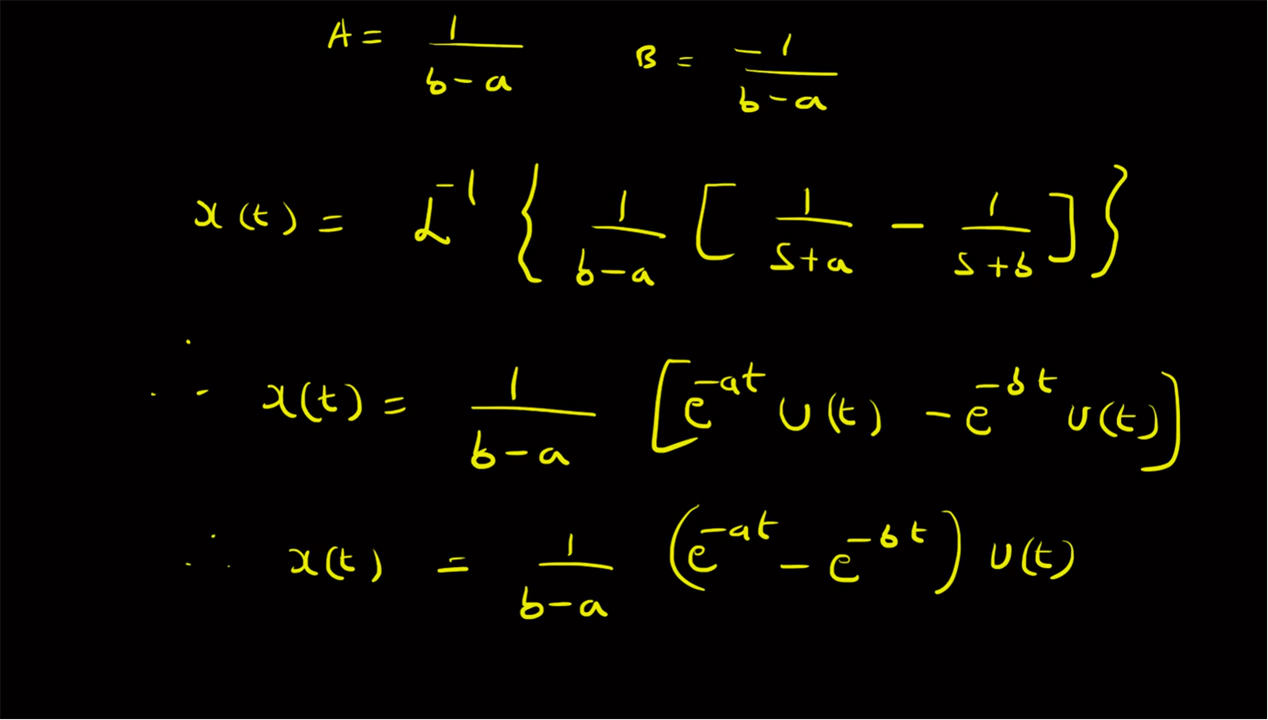 A = 1/(b-a) B = -1/(b-a)
x(t) = L⁻¹ { 1/(b-a) [ 1/(s+a) - 1/(s+b) ] }
∴ x(t) = 1/(b-a) [ e^{-at} U(t) - e^{-bt} U(t) ]
∴ x(t) = 1/(b-a) ( e^{-at} - e^{-bt} ) U(t)